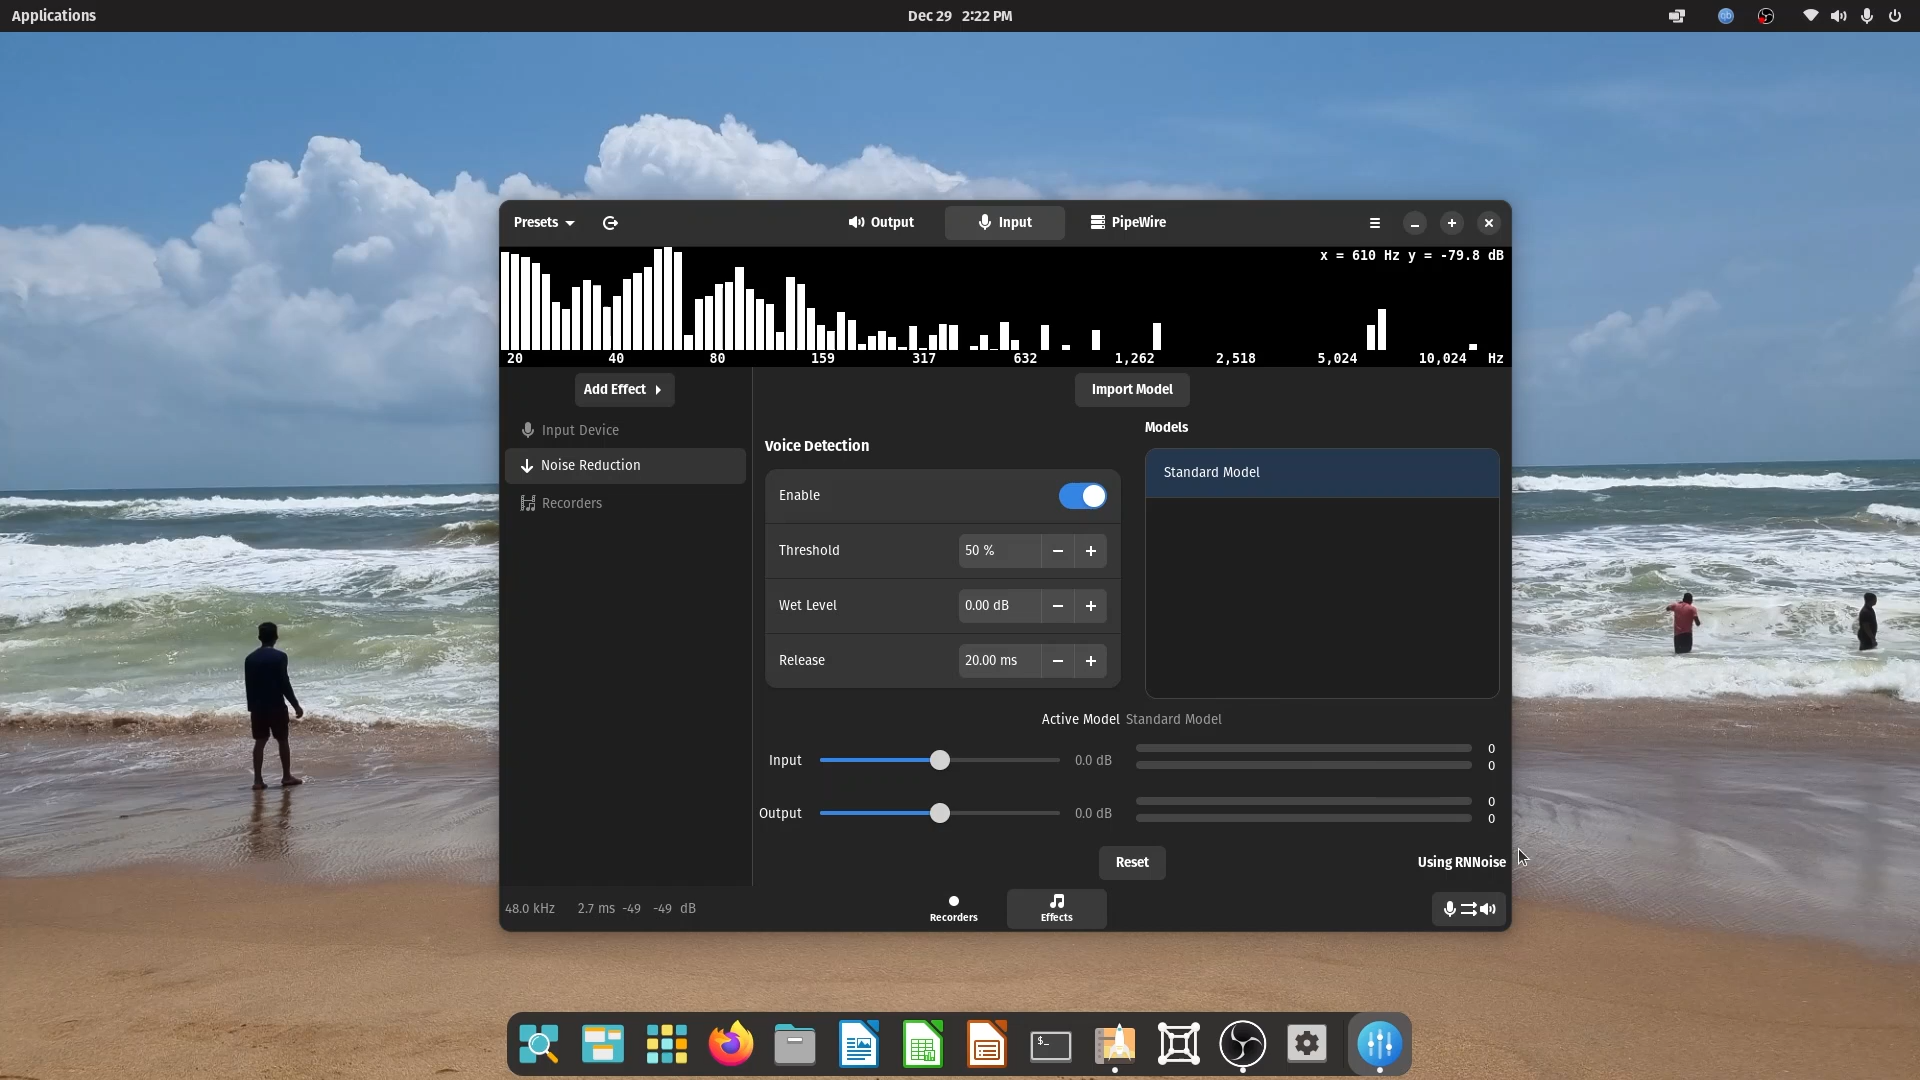 Applications
Dec 29 2:22 PM
Presets
Output
Input
PipeWire
x = 610 Hz y = -79.8 dB
20 40 80 159 317 632 1,262 2,518 5,024 10,024 Hz
Add Effect
Input Device
Noise Reduction
Recorders
Import Model
Voice Detection
Enable
Threshold 50 %
Wet Level 0.00 dB
Release 20.00 ms
Models
Standard Model
Active Model Standard Model
Input 0.0 dB 0
0
Output 0.0 dB 0
0
Reset
Using RNNoise
48.0 kHz 2.7 ms -49 -49 dB
Recorders
Effects
$_